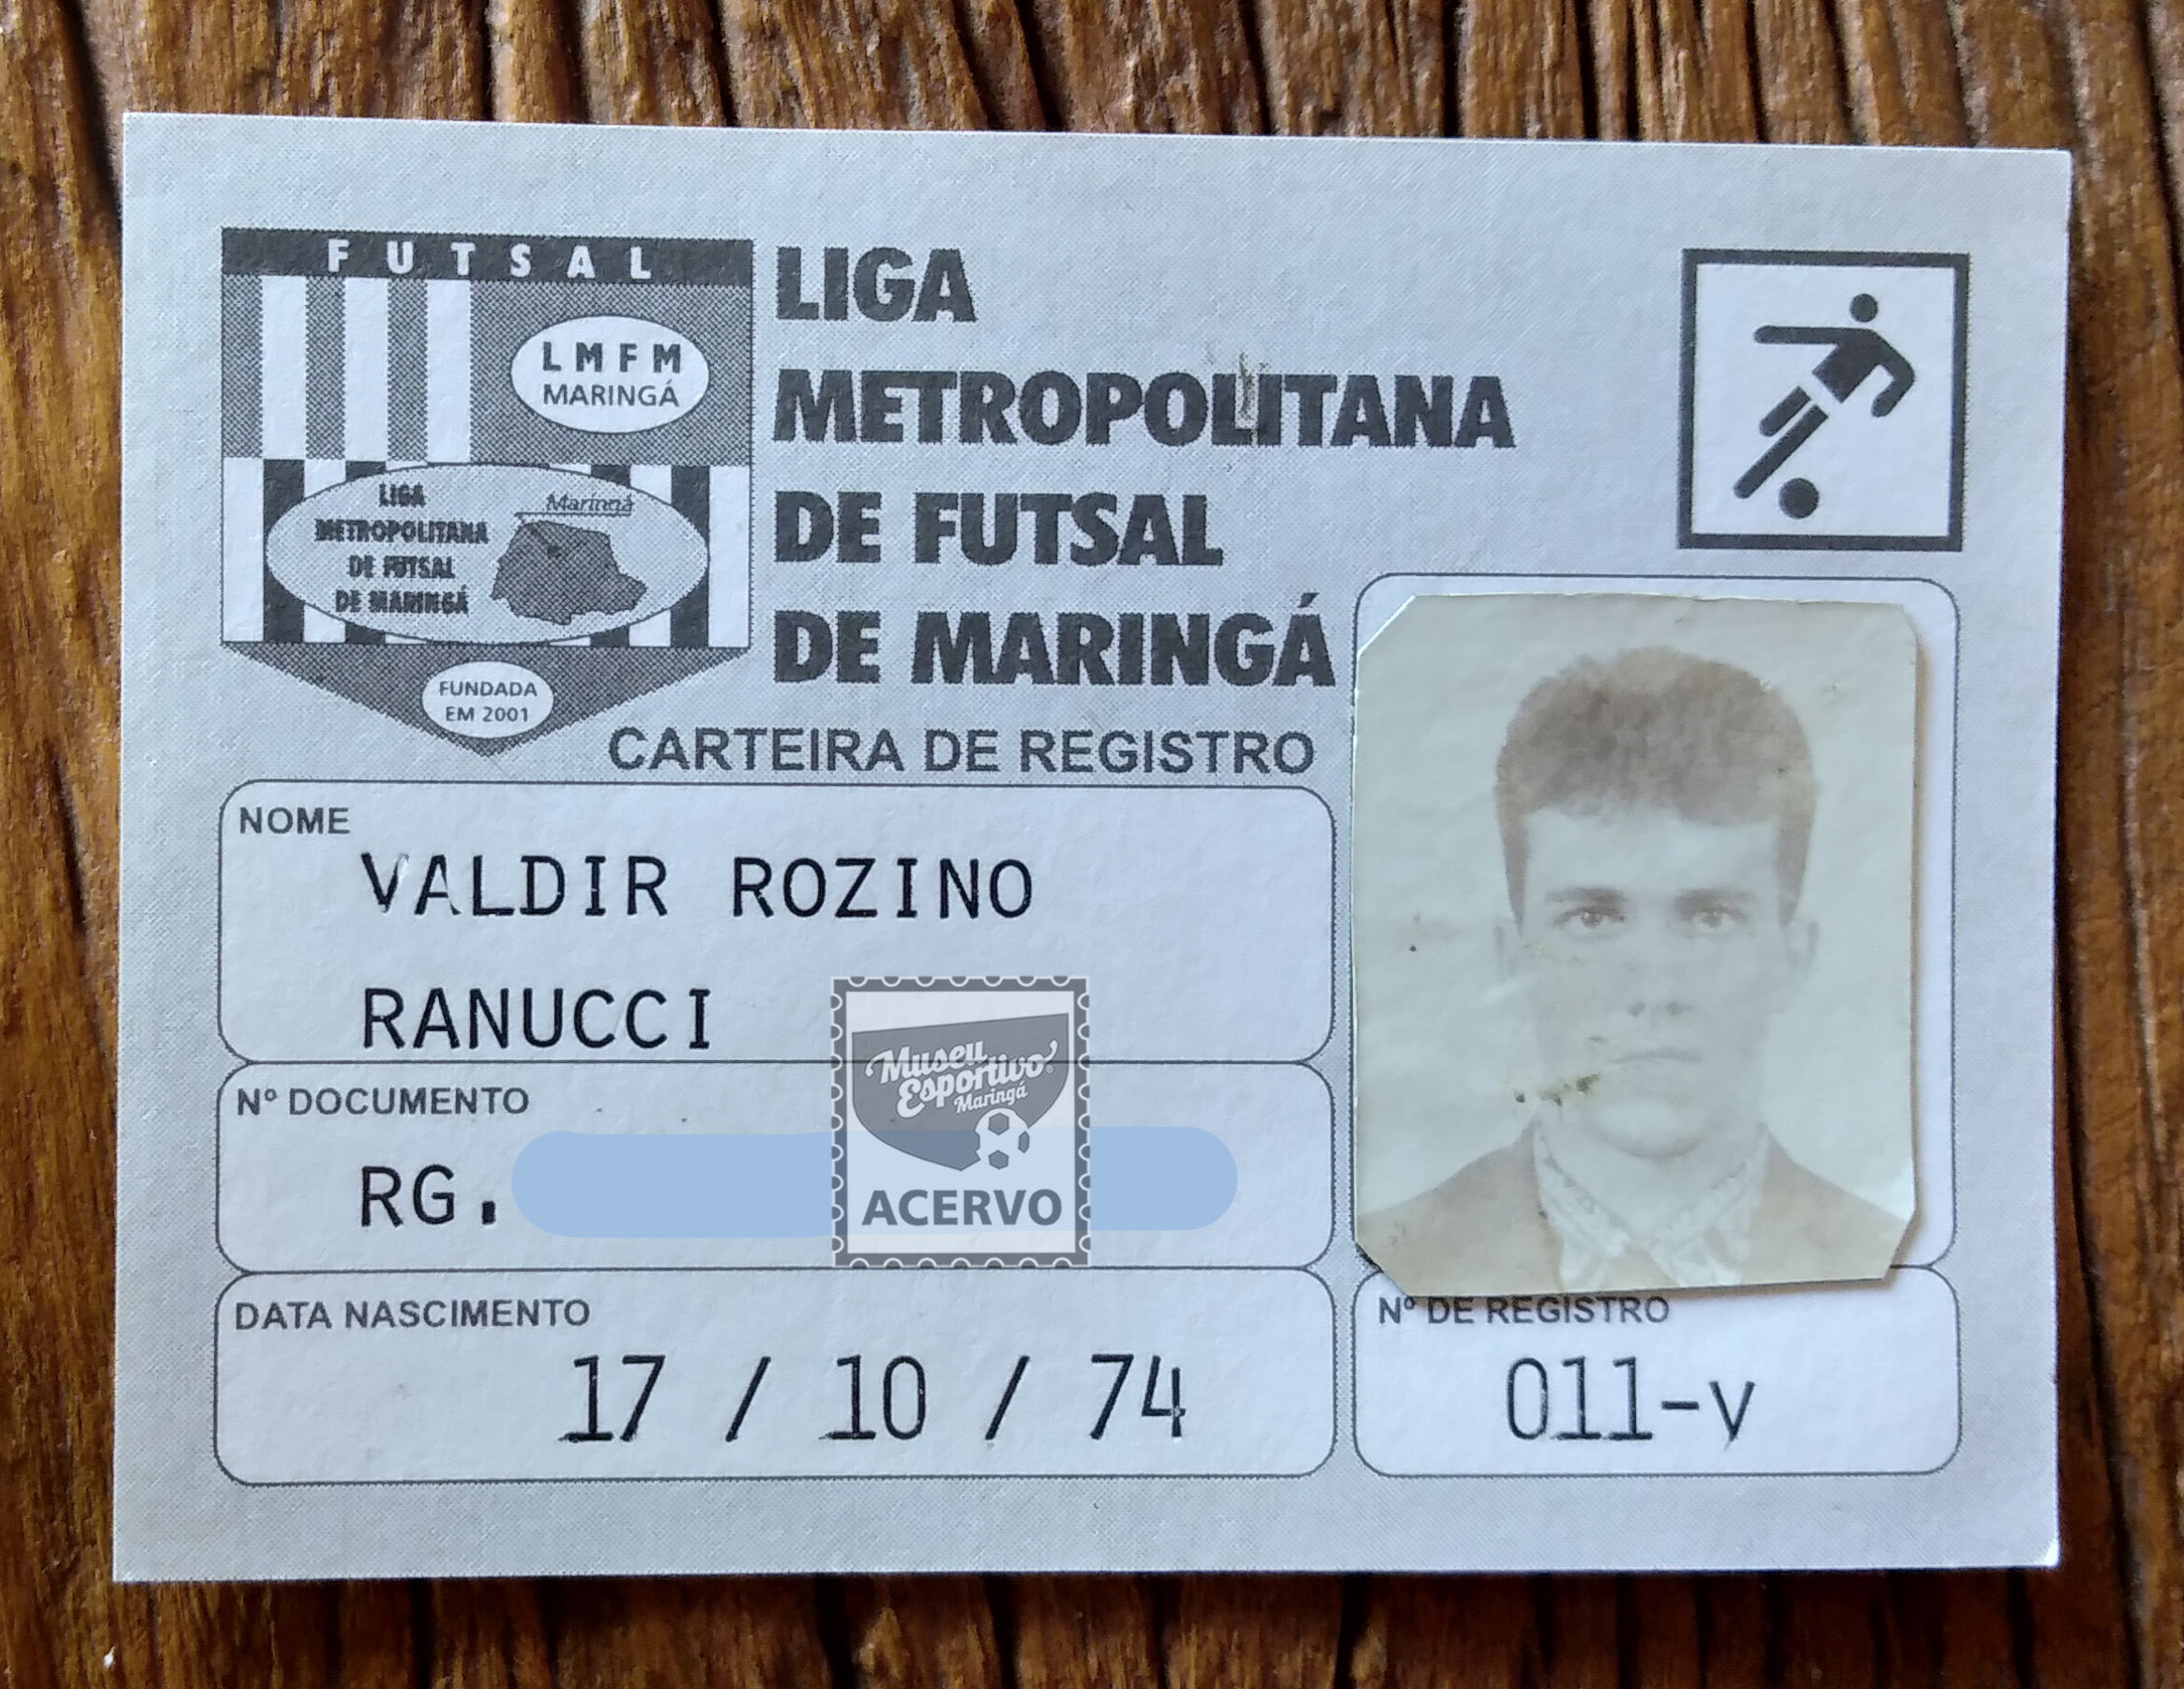 FUTSAL
LMFM
MARINGÁ
LIGA
METROPOLITANA
DE FUTSAL
DE MARINGÁ
Maringá
FUNDADA
EM 2001
LIGA
METROPOLITANA
DE FUTSAL
DE MARINGÁ
CARTEIRA DE REGISTRO
NOME
VALDIR ROZINO
RANUCCI
Nº DOCUMENTO
RG.
Museu
Esportivo
Maringá
ACERVO
DATA NASCIMENTO
17 / 10 / 74
Nº DE REGISTRO
011-v